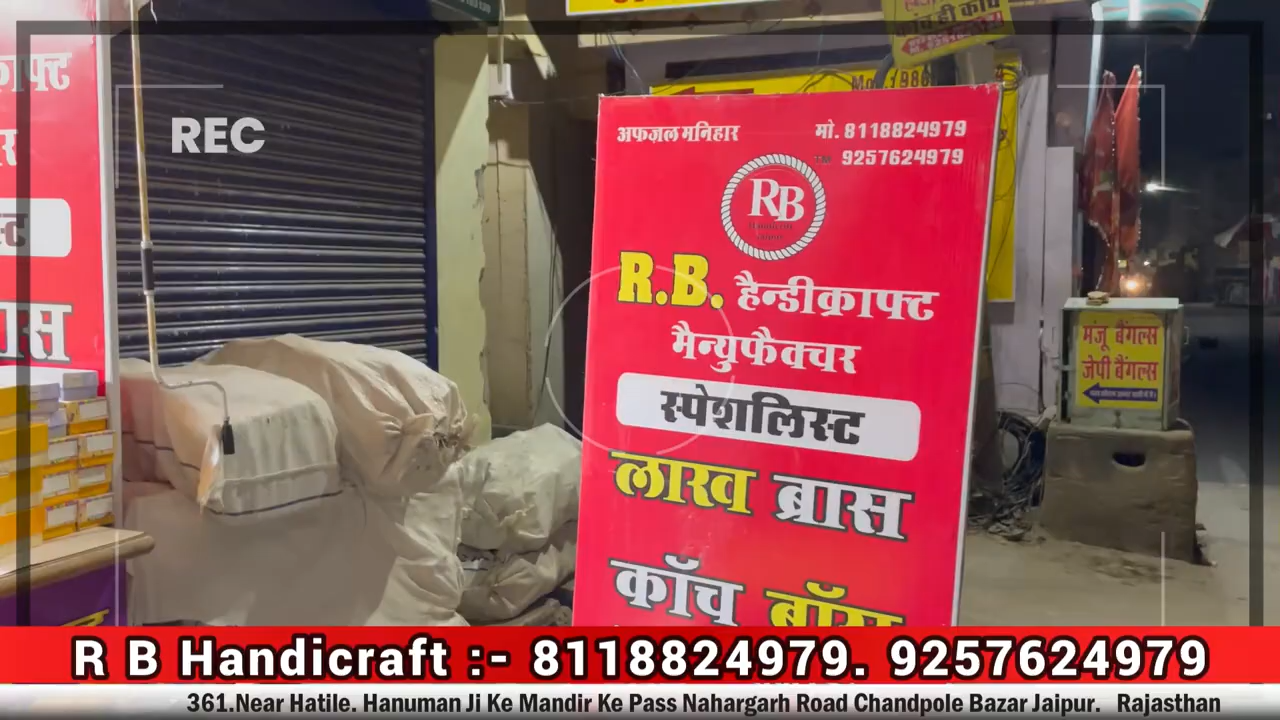 REC
क्राफ्ट
अफज़ल मनिहार
मो. 8118824979
9257624979
RB
R.B. हैन्डीक्राफ्ट
मैन्युफैक्चर
स्पेशलिस्ट
लाख ब्रास
काँच
मंजू बैंगल्स
जेपी बैंगल्स
R B Handicraft :- 8118824979. 9257624979
361.Near Hatile. Hanuman Ji Ke Mandir Ke Pass Nahargarh Road Chandpole Bazar Jaipur. Rajasthan